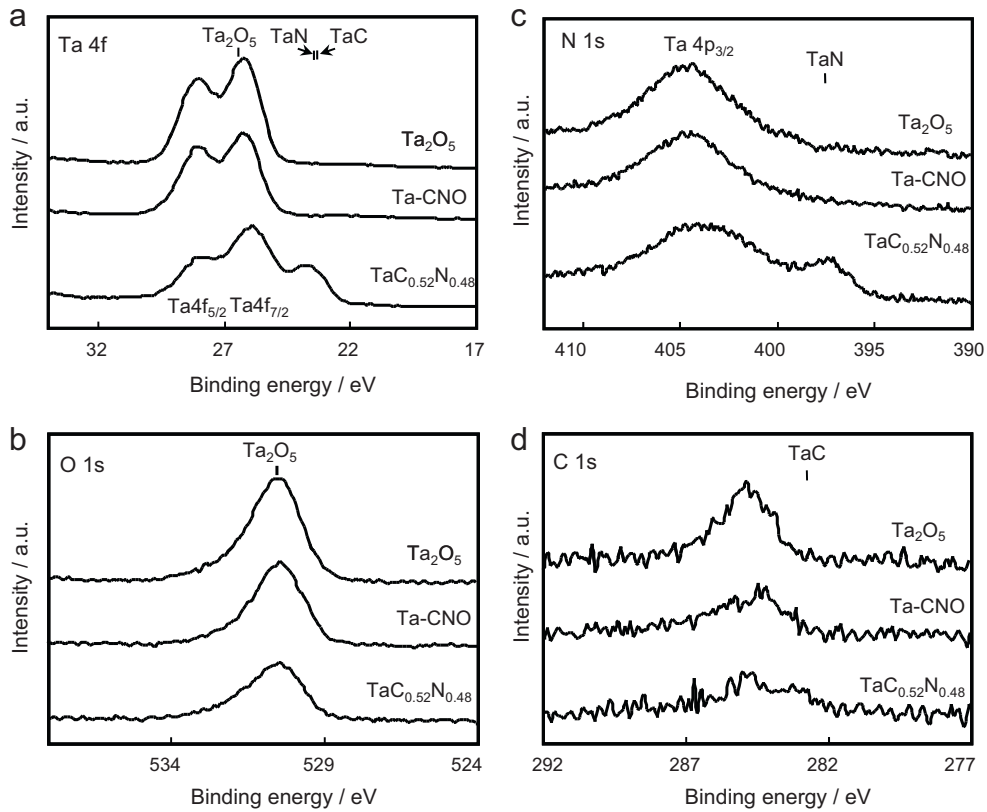 a
Ta 4f
Ta₂O₅
TaN
TaC
Ta₂O₅
Ta-CNO
TaC₀.₅₂N₀.₄₈
Ta4f₅/₂
Ta4f₇/₂
32 26 22 17
Binding energy / eV
Intensity / a.u.
c
N 1s
Ta 4p₃/₂
TaN
Ta₂O₅
Ta-CNO
TaC₀.₅₂N₀.₄₈
410 405 400 395 390
Binding energy / eV
Intensity / a.u.
b
O 1s
Ta₂O₅
Ta₂O₅
Ta-CNO
TaC₀.₅₂N₀.₄₈
534 529 524
Binding energy / eV
Intensity / a.u.
d
C 1s
TaC
Ta₂O₅
Ta-CNO
TaC₀.₅₂N₀.₄₈
292 287 282 277
Binding energy / eV
Intensity / a.u.